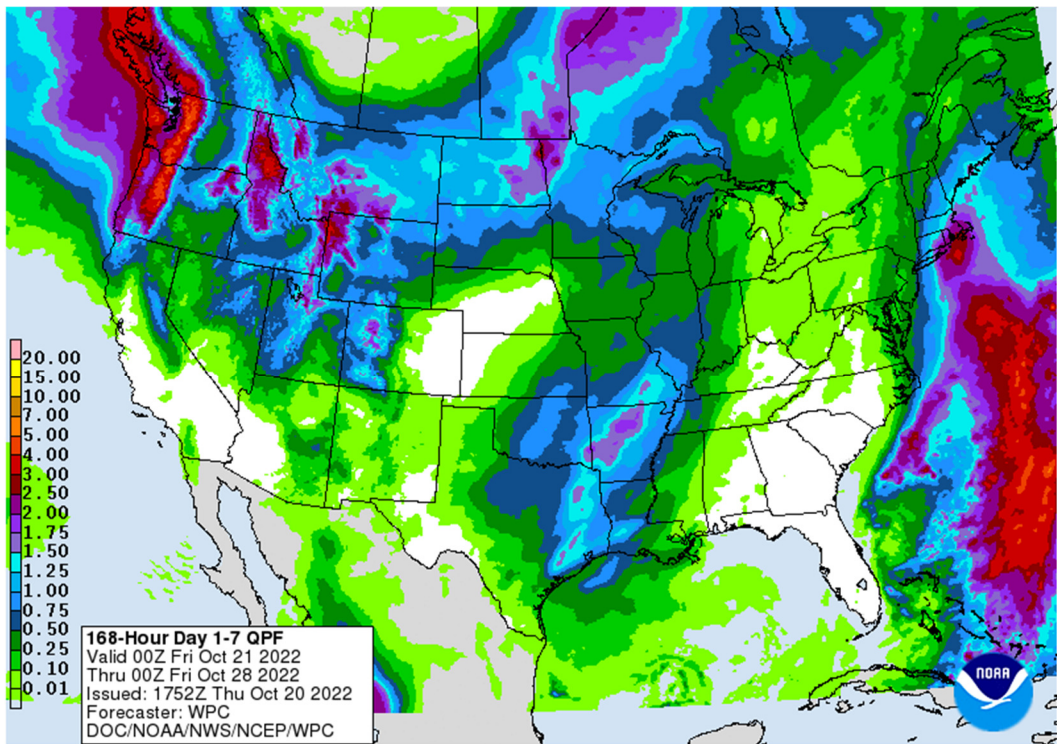 20.00
15.00
10.00
7.00
5.00
4.00
3.00
2.50
2.00
1.75
1.50
1.25
1.00
0.75
0.50
0.25
0.10
0.01
168-Hour Day 1-7 QPF
Valid 00Z Fri Oct 21 2022
Thru 00Z Fri Oct 28 2022
Issued: 1752Z Thu Oct 20 2022
Forecaster: WPC
DOC/NOAA/NWS/NCEP/WPC
NOAA